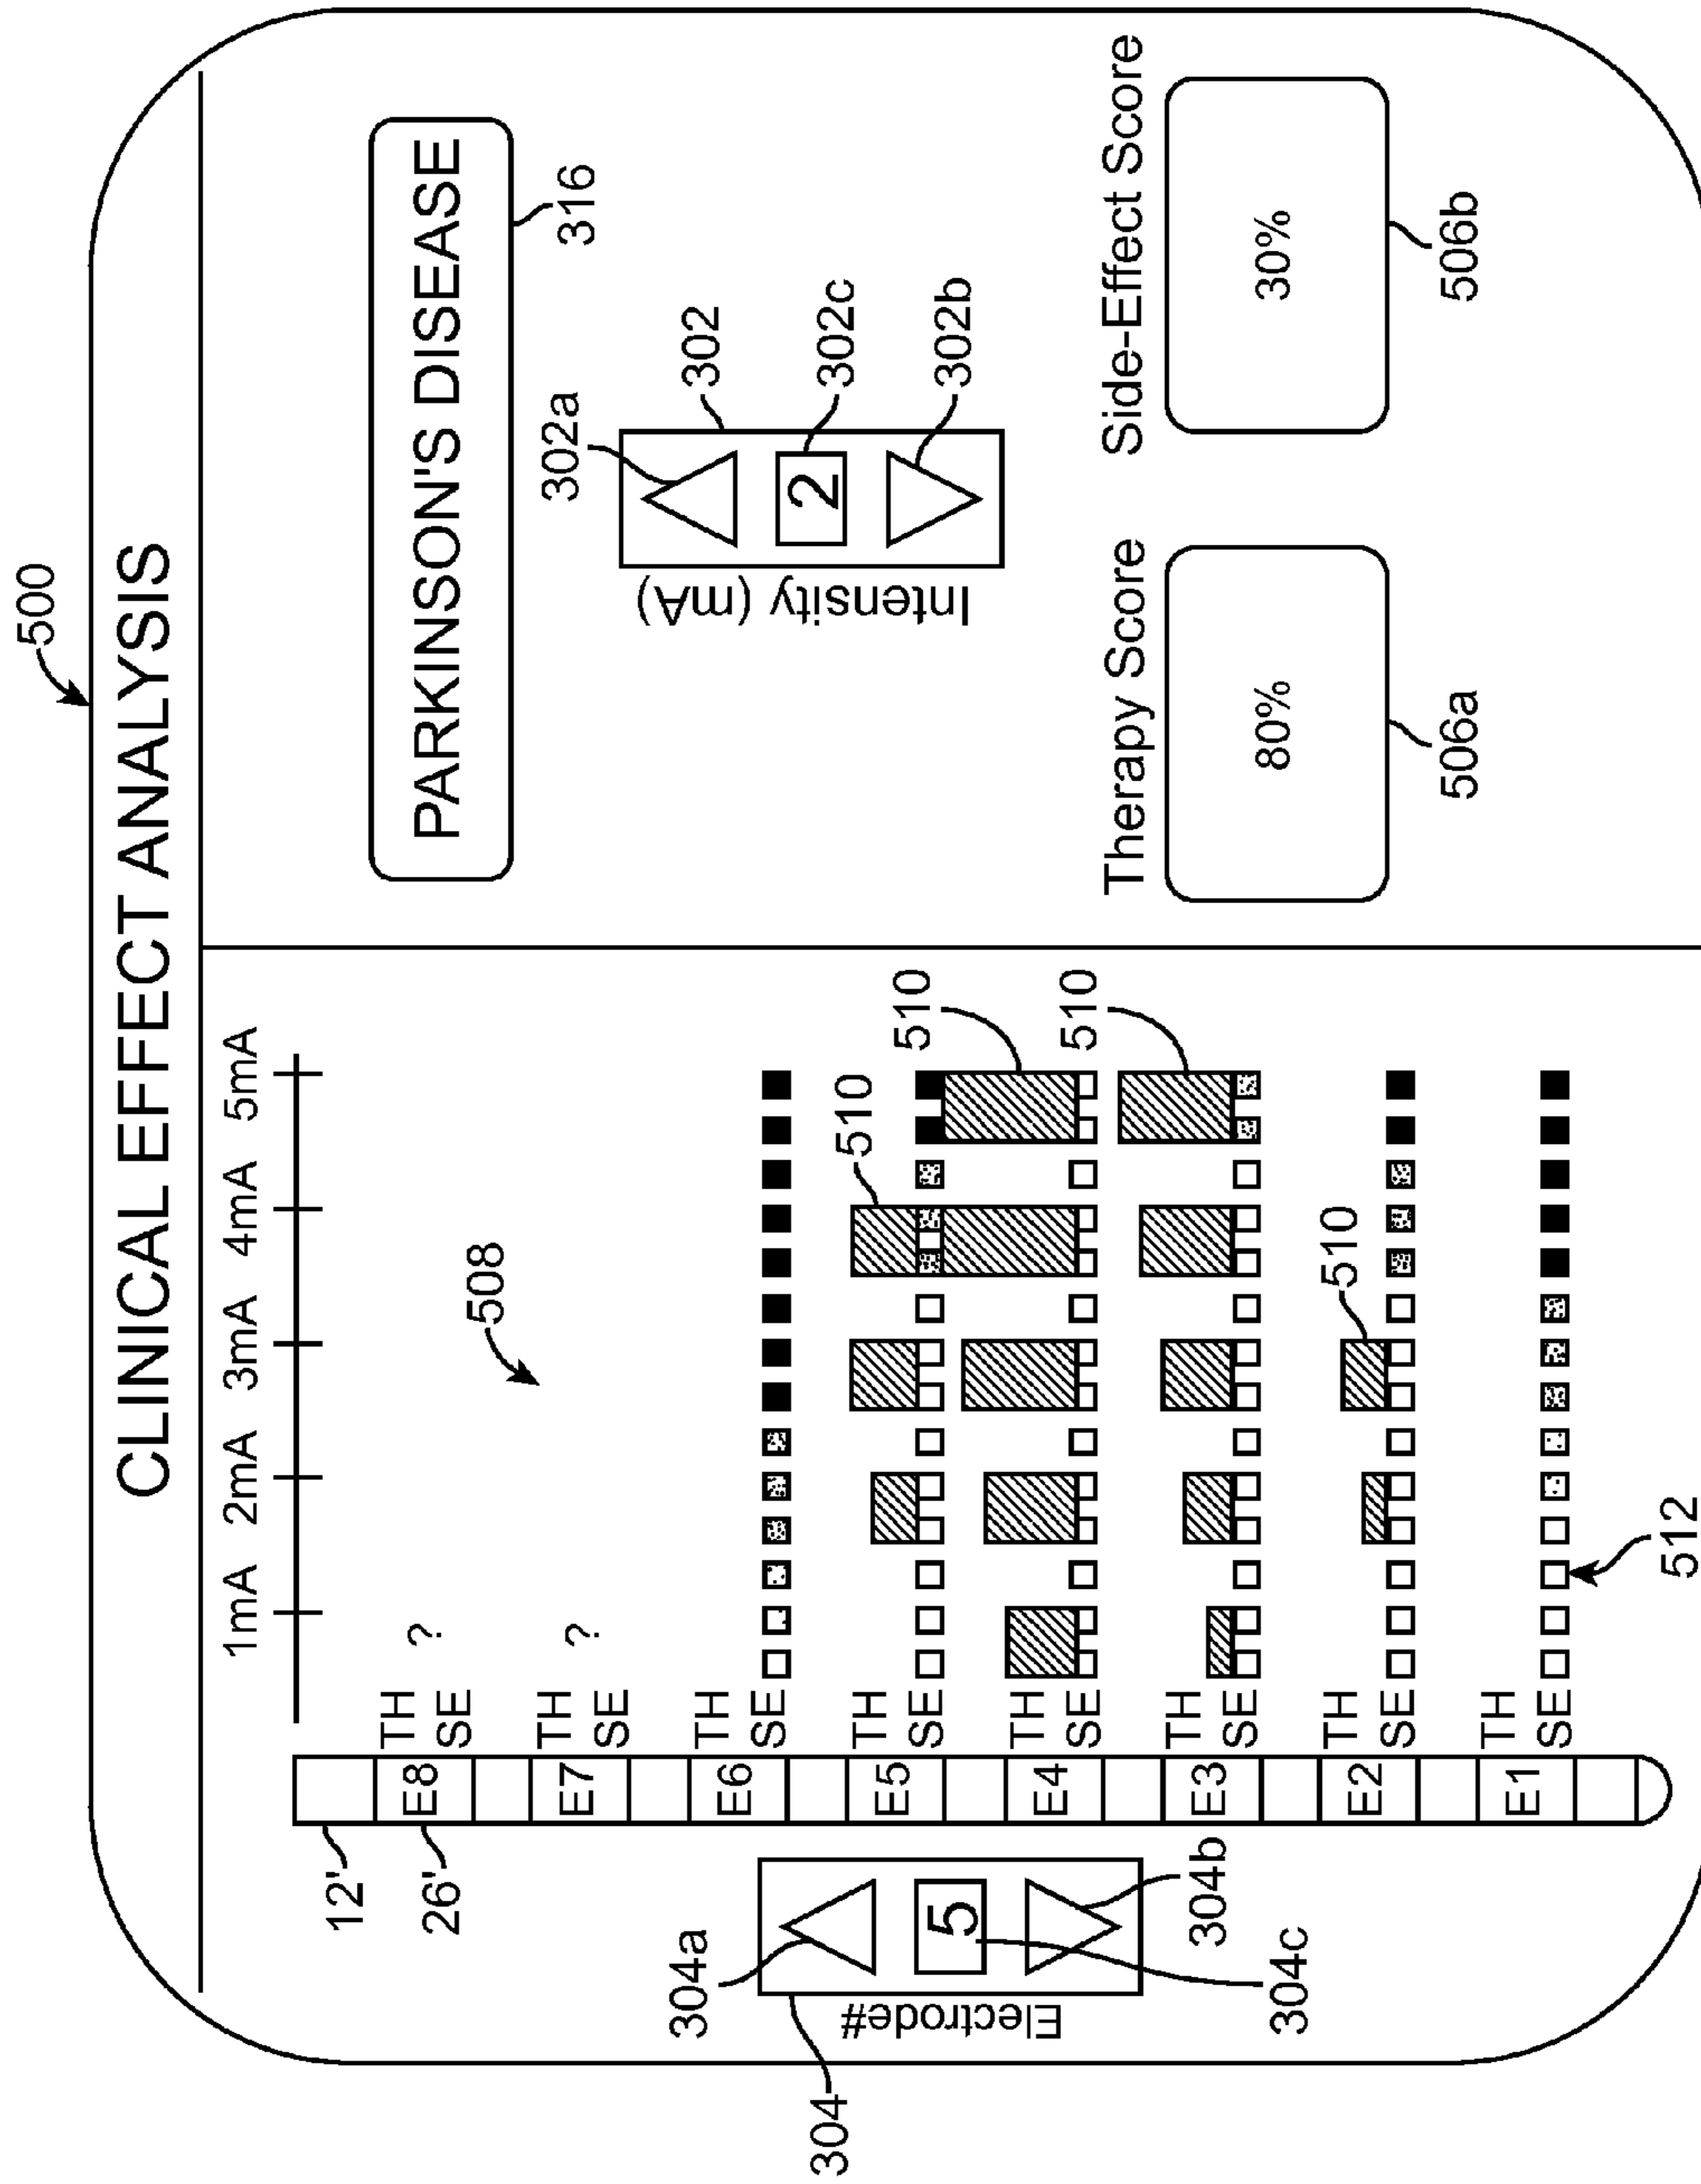 500
CLINICAL EFFECT ANALYSIS
304
Electrode#
304a
5
304b
304c
12'
26'
E8
E7
E6
E5
E4
E3
E2
E1
1mA 2mA 3mA 4mA 5mA
TH ?
SE
TH ?
SE
TH
SE
TH
SE
TH
SE
TH
SE
TH
SE
TH
SE
508
510
510
510
510
512
PARKINSON'S DISEASE
316
302a
Intensity (mA)
2
302
302c
302b
Therapy Score
80%
506a
Side-Effect Score
30%
506b